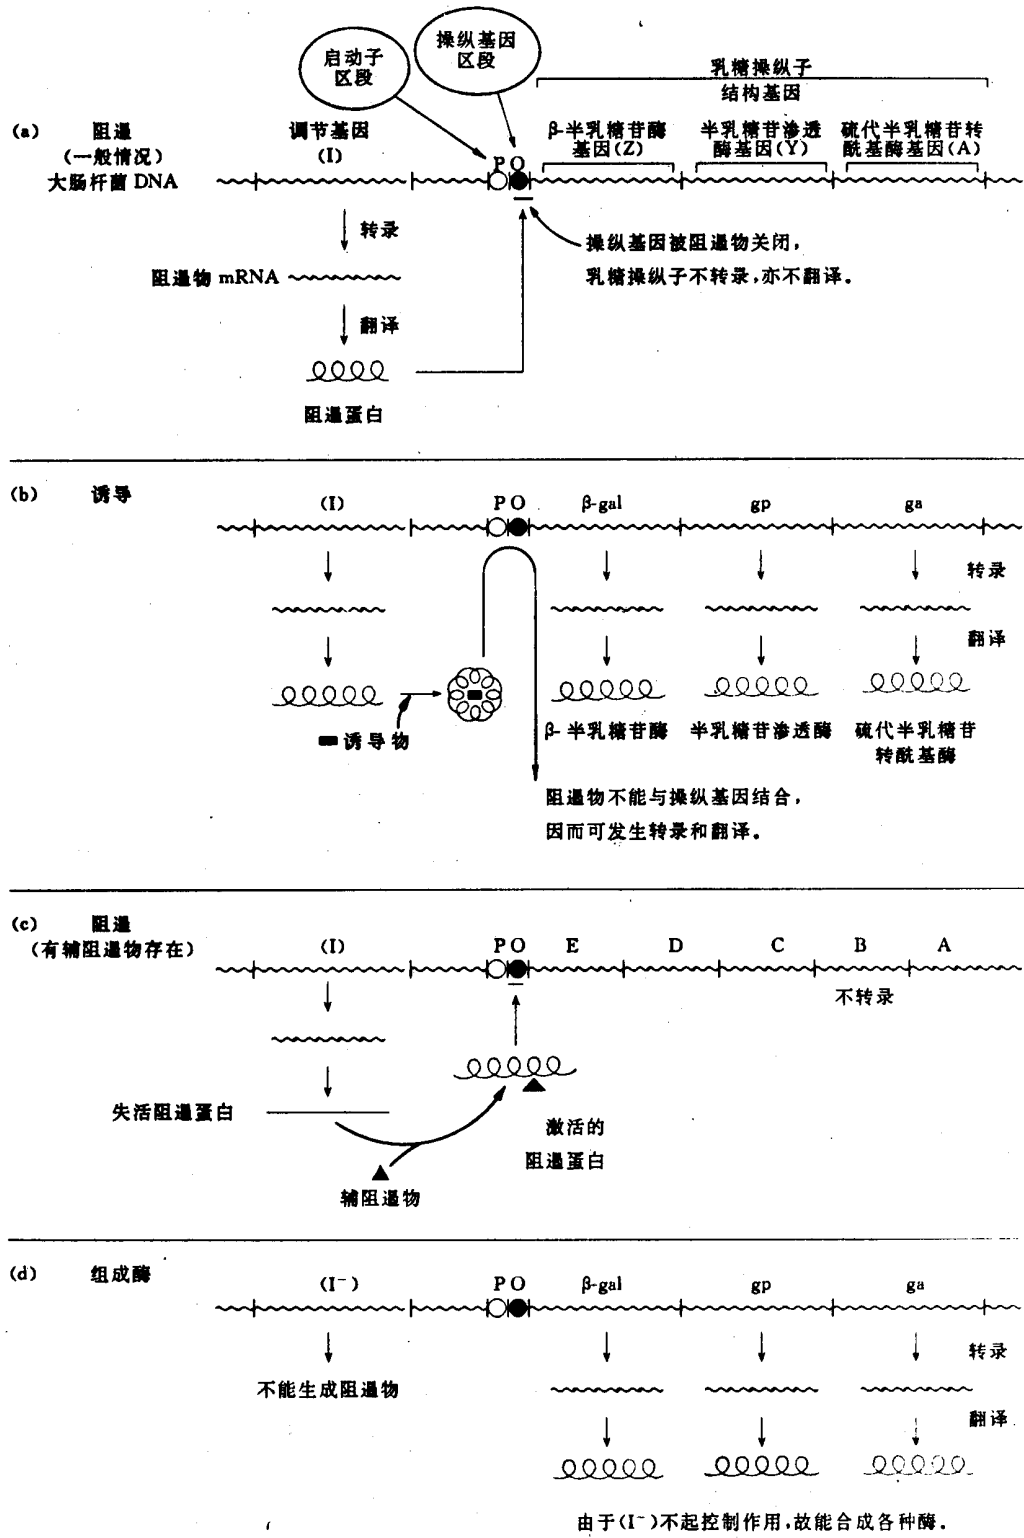 启动子
区段
操纵基因
区段
乳糖操纵子
结构基因
(a) 阻遏
(一般情况)
大肠杆菌 DNA
调节基因
(I)
P O
β-半乳糖苷酶
基因(Z)
半乳糖苷渗透
酶基因(Y)
硫代半乳糖苷转
酰基酶基因(A)
转录
阻遏物 mRNA
翻译
阻遏蛋白
操纵基因被阻遏物关闭,
乳糖操纵子不转录,亦不翻译。
(b) 诱导
(I)
P O
β-gal
gp
ga
转录
翻译
诱导物
β-半乳糖苷酶
半乳糖苷渗透酶
硫代半乳糖苷
转酰基酶
阻遏物不能与操纵基因结合,
因而可发生转录和翻译。
(c) 阻遏
(有辅阻遏物存在)
(I)
P O
E
D
C
B
A
不转录
失活阻遏蛋白
激活的
阻遏蛋白
辅阻遏物
(d) 组成酶
(I⁻)
P O
β-gal
gp
ga
转录
不能生成阻遏物
翻译
由于(I⁻)不起控制作用,故能合成各种酶。